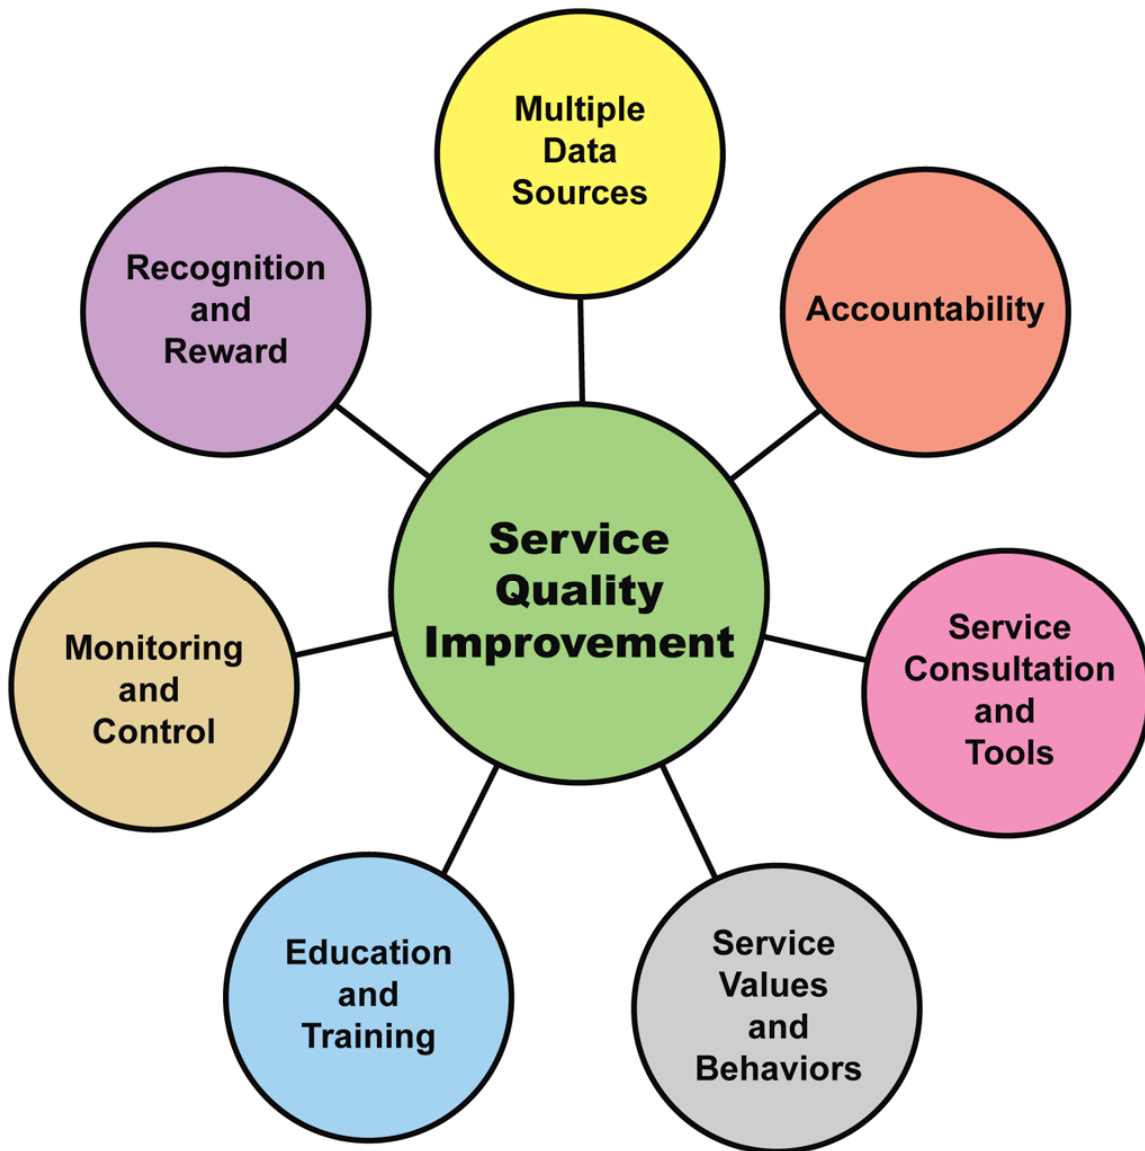 Multiple
Data
Sources
Recognition
and
Reward
Accountability
Service
Quality
Improvement
Monitoring
and
Control
Service
Consultation
and
Tools
Education
and
Training
Service
Values
and
Behaviors